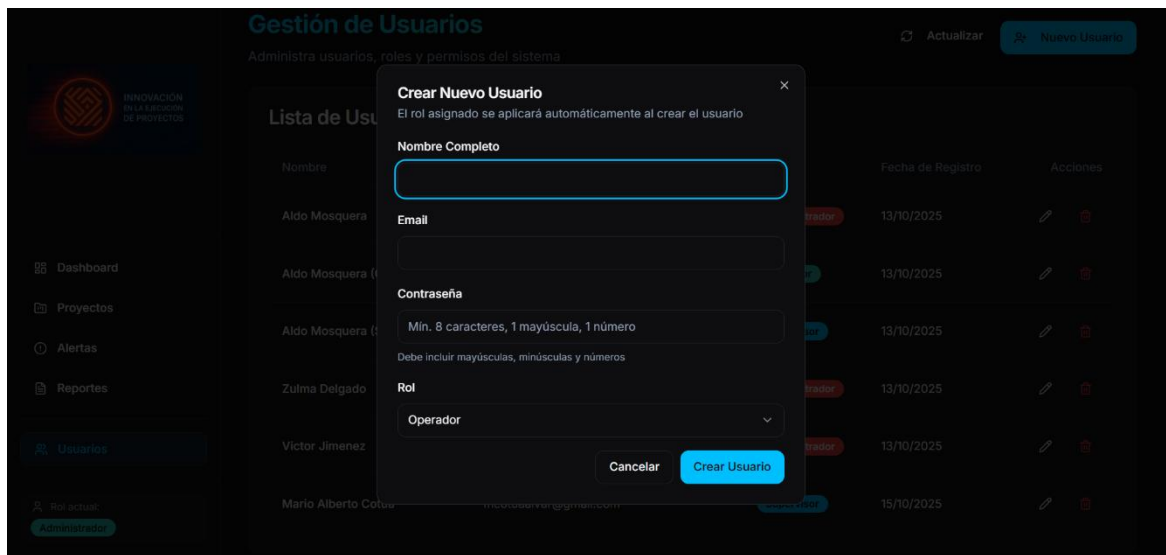 Gestión de Usuarios
Administra usuarios, roles y permisos del sistema
Actualizar
Nuevo Usuario
INNOVACIÓN
EN LA EJECUCIÓN
DE PROYECTOS
Dashboard
Proyectos
Alertas
Reportes
Usuarios
Rol actual:
Administrador
Lista de
Nombre
Fecha de Registro
Acciones
Aldo Mosquera
13/10/2025
Aldo Mosquera
13/10/2025
Aldo Mosquera
13/10/2025
Zulma Delgado
13/10/2025
Victor Jimenez
13/10/2025
Mario Alberto
15/10/2025
Crear Nuevo Usuario
El rol asignado se aplicará automáticamente al crear el usuario
Nombre Completo
Email
Contraseña
Mín. 8 caracteres, 1 mayúscula, 1 número
Debe incluir mayúsculas, minúsculas y números
Rol
Operador
Cancelar
Crear Usuario